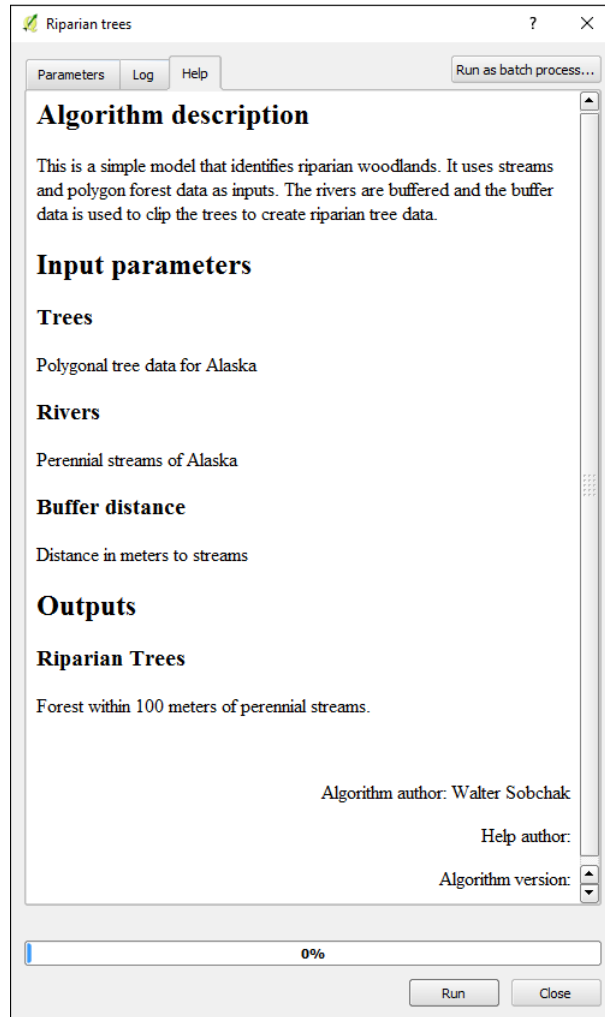 Riparian trees
?
Parameters
Log
Help
Run as batch process...
Algorithm description
This is a simple model that identifies riparian woodlands. It uses streams
and polygon forest data as inputs. The rivers are buffered and the buffer
data is used to clip the trees to create riparian tree data.
Input parameters
Trees
Polygonal tree data for Alaska
Rivers
Perennial streams of Alaska
Buffer distance
Distance in meters to streams
Outputs
Riparian Trees
Forest within 100 meters of perennial streams.
Algorithm author: Walter Sobchak
Help author:
Algorithm version:
0%
Run
Close